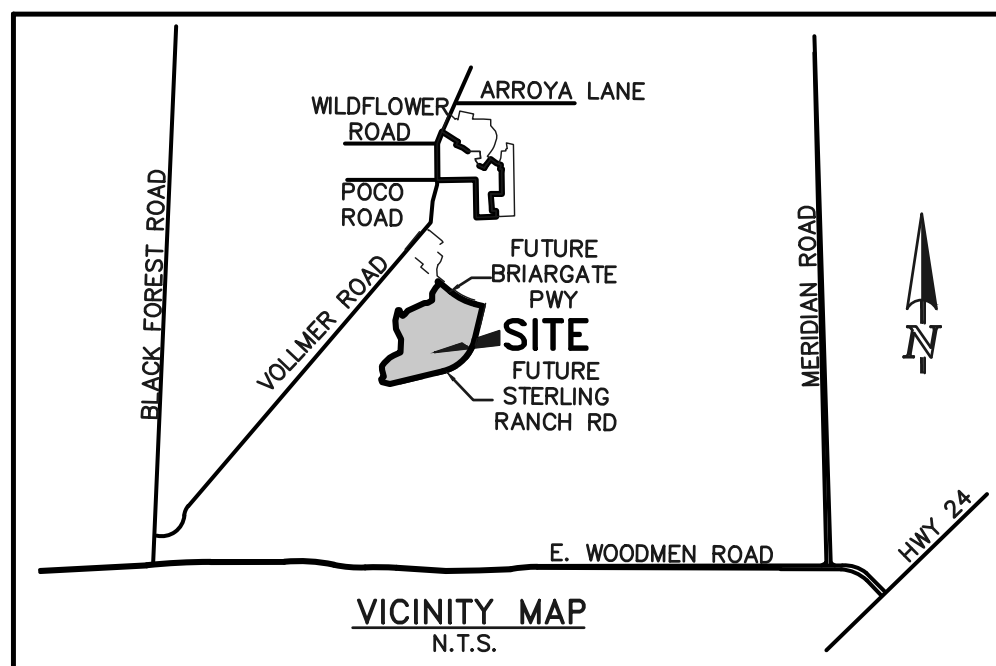 ARROYA LANE
WILDFLOWER
ROAD
POCO
ROAD
BLACK FOREST ROAD
VOLLMER ROAD
FUTURE
BRIARGATE
PWY
SITE
FUTURE
STERLING
RANCH RD
MERIDIAN ROAD
N
HWY 24
E. WOODMEN ROAD
VICINITY MAP
N.T.S.